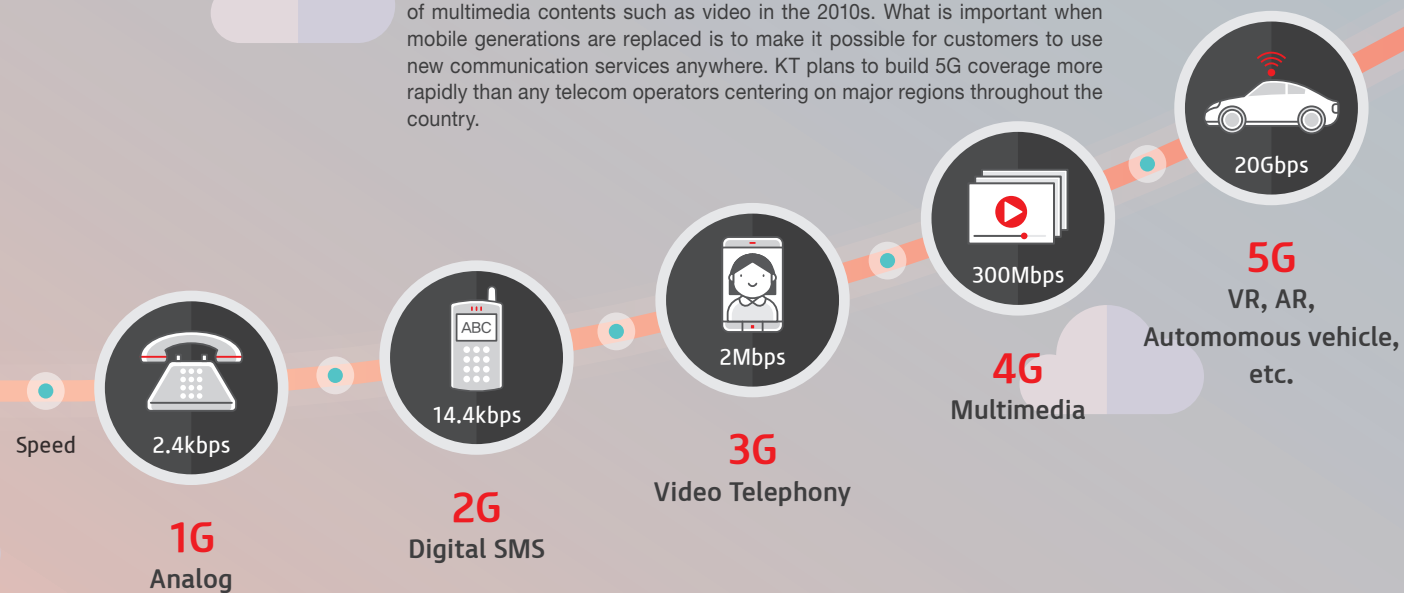 of multimedia contents such as video in the 2010s. What is important when
mobile generations are replaced is to make it possible for customers to use
new communication services anywhere. KT plans to build 5G coverage more
rapidly than any telecom operators centering on major regions throughout the
country.
Speed
2.4kbps
1G
Analog
ABC
14.4kbps
2G
Digital SMS
2Mbps
3G
Video Telephony
300Mbps
4G
Multimedia
20Gbps
5G
VR, AR,
Automomous vehicle,
etc.